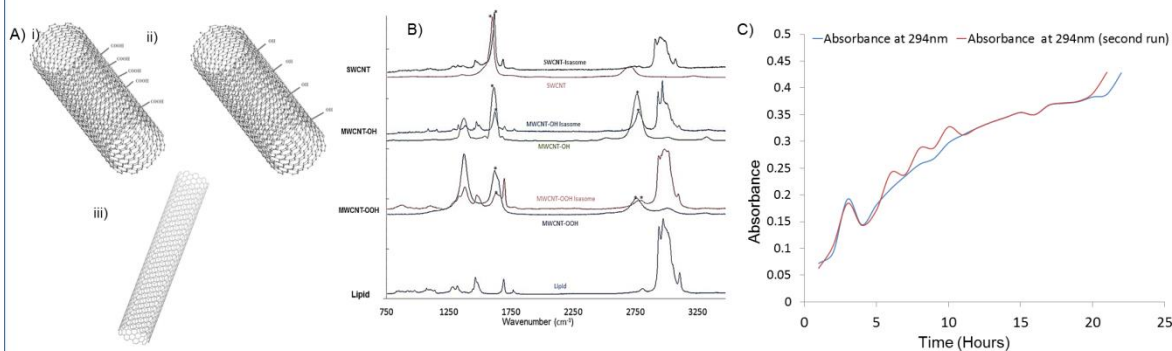 A)
i)
COOH
COOH
COOH
COOH
COOH
ii)
OH
OH
OH
OH
iii)
B)
SWCNT
SWCNT-Isasome
SWCNT
MWCNT-OH
MWCNT-OH Isasome
MWCNT-OH
MWCNT-OOH
MWCNT-OOH Isasome
MWCNT-OOH
Lipid
Lipid
750 1250 1750 2250 2750 3250
Wavenumber (cm-1)
C)
Absorbance at 294nm
Absorbance at 294nm (second run)
Absorbance
0.5
0.45
0.4
0.35
0.3
0.25
0.2
0.15
0.1
0.05
0
0 5 10 15 20 25
Time (Hours)